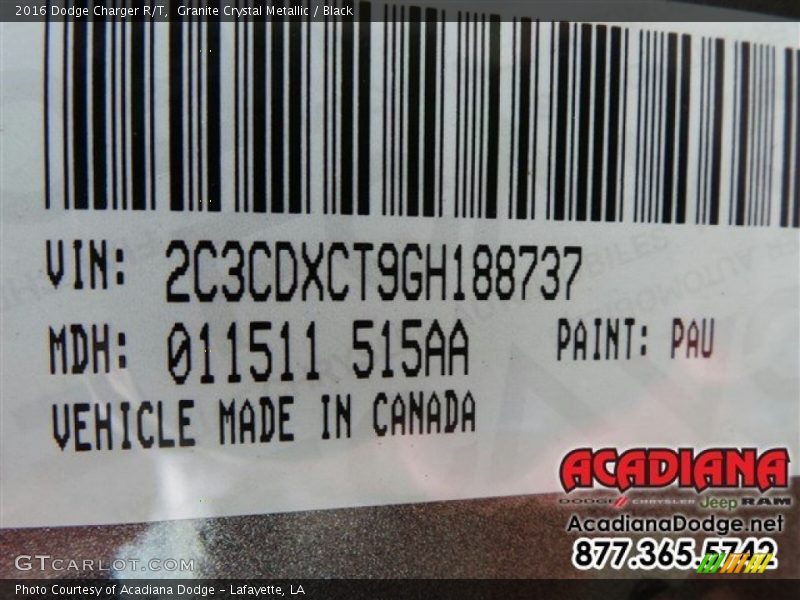 2016 Dodge Charger R/T,  Granite Crystal Metallic / Black
VIN: 2C3CDXCT9GH188737
MDH: 011511 515AA PAINT: PAU
VEHICLE MADE IN CANADA
ACADIANA
DODGE CHRYSLER Jeep RAM
AcadianaDodge.net
877.365.5742
GTCARLOT.COM
Photo Courtesy of Acadiana Dodge - Lafayette, LA